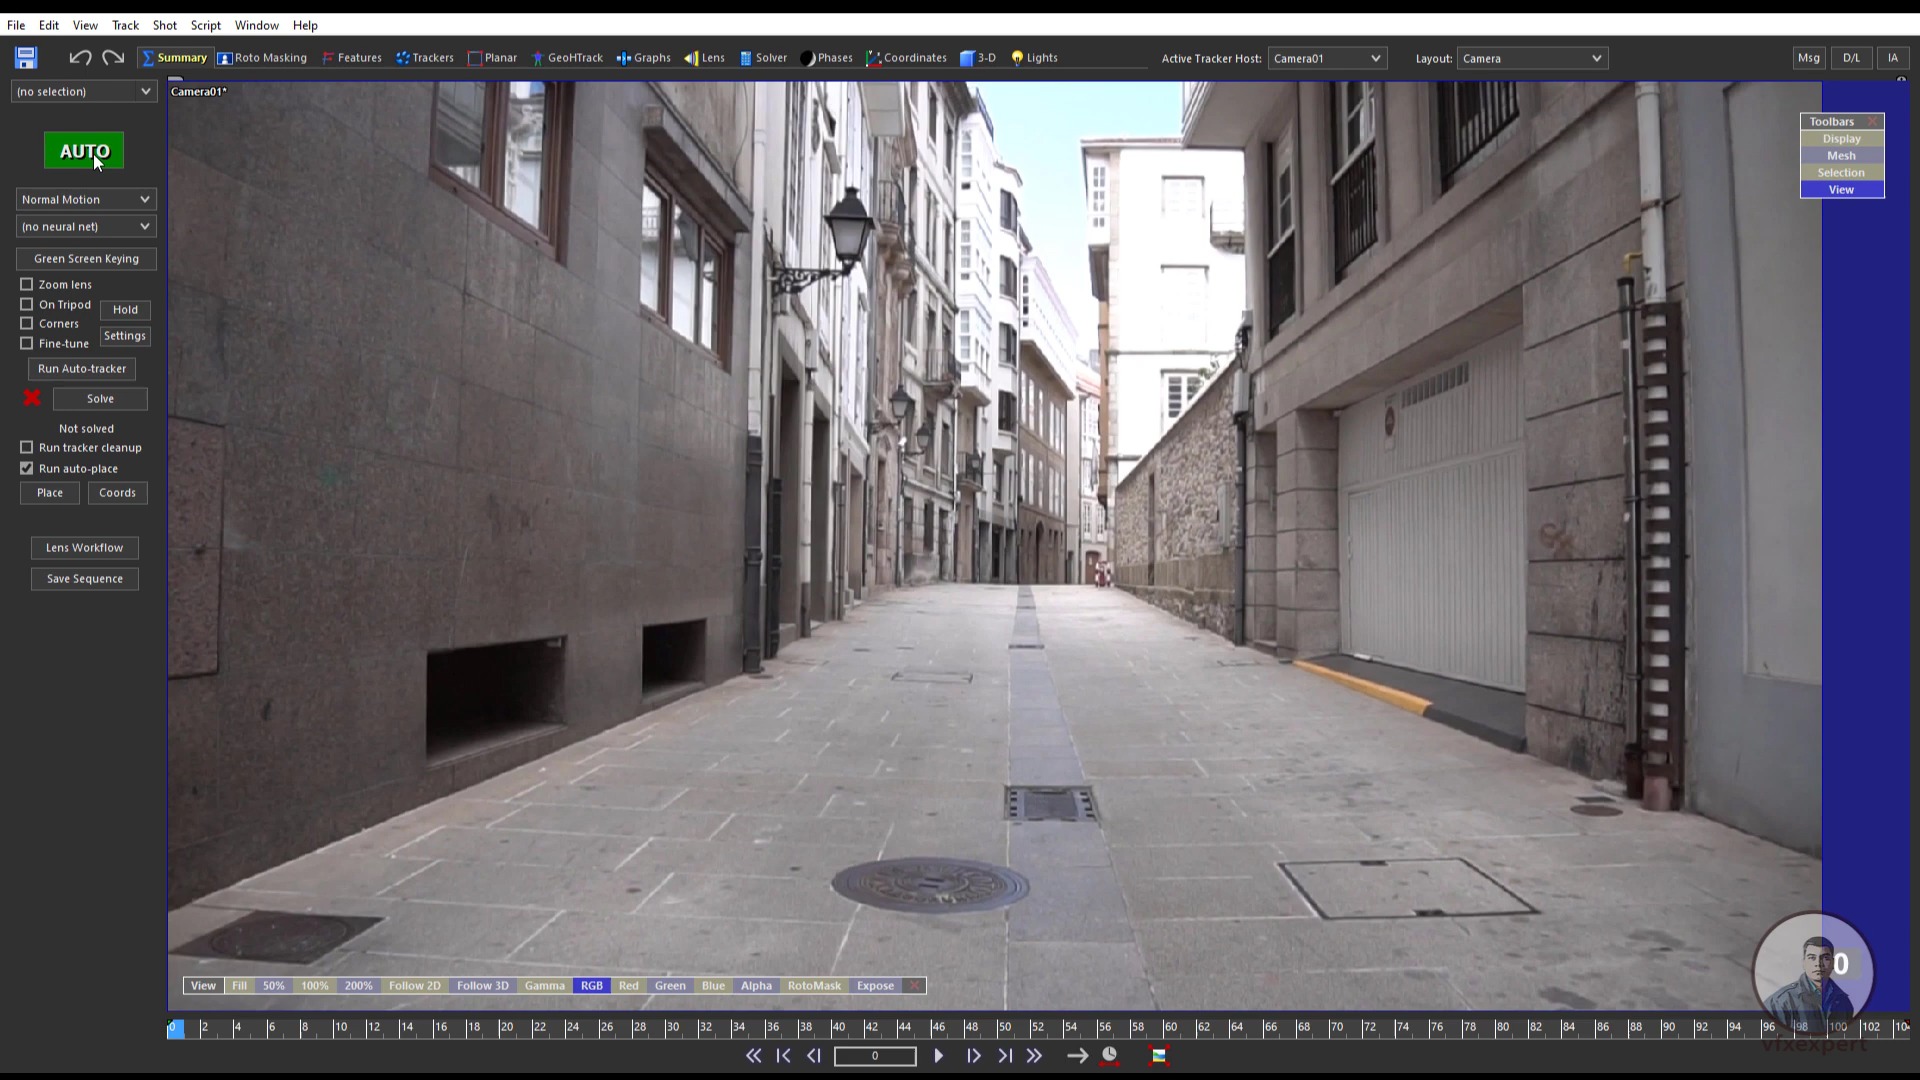 File Edit View Track Shot Script Window Help
Summary Roto Masking Features Trackers Planar GeoHTrack Graphs Lens Solver Phases Coordinates 3-D Lights Active Tracker Host: Camera01 Layout: Camera Msg D/L IA
(no selection)
Camera01*
AUTO
Normal Motion
(no neural net)
Green Screen Keying
Zoom lens
On Tripod Hold
Corners
Settings
Fine-tune
Run Auto-tracker
Solve
Not solved
Run tracker cleanup
Run auto-place
Place Coords
Lens Workflow
Save Sequence
Toolbars
Display
Mesh
Selection
View
0
View Fill 50% 100% 200% Follow 2D Follow 3D Gamma RGB Red Green Blue Alpha RotoMask Expose
0 2 4 6 8 10 12 14 16 18 20 22 24 26 28 30 32 34 36 38 40 42 44 46 48 50 52 54 56 58 60 62 64 66 68 70 72 74 76 78 80 82 84 86 88 90 92 94 96 98 100 102
0
vfxexpert